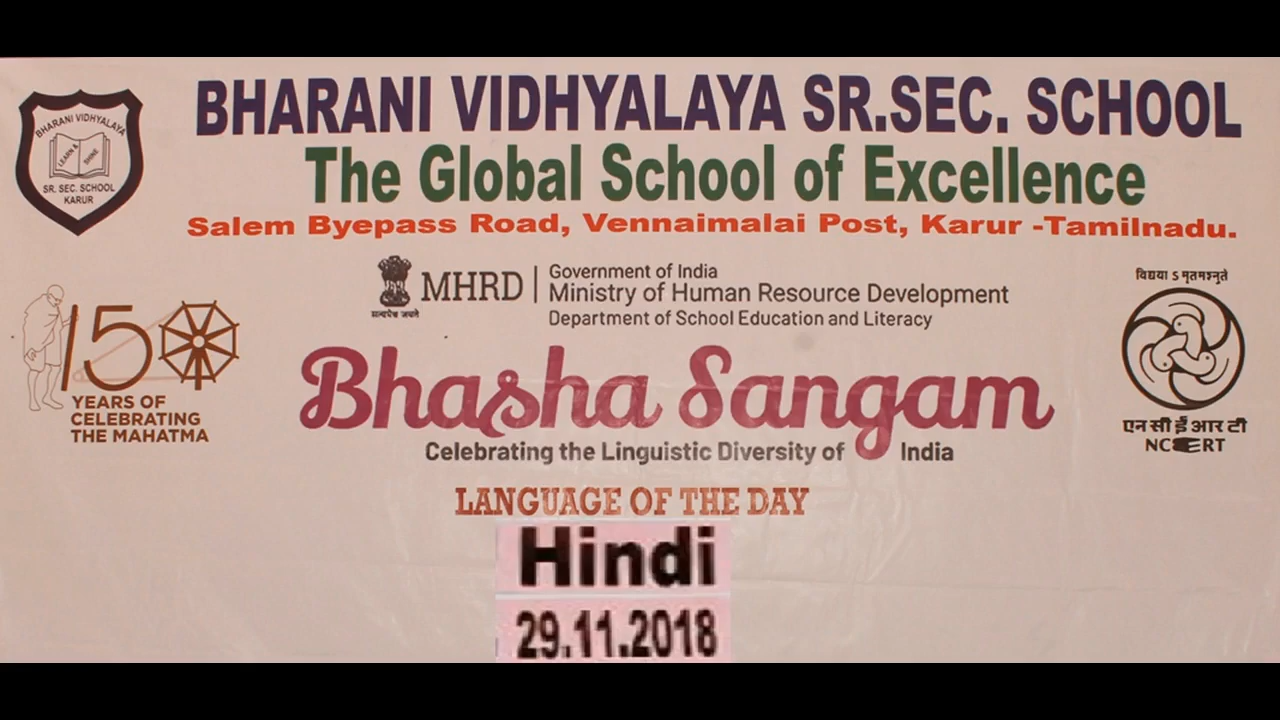 BHARANI VIDHYALAYA SR.SEC. SCHOOL
The Global School of Excellence
Salem Byepass Road, Vennaimalai Post, Karur -Tamilnadu.
BHARANI VIDHYALAYA
LEARN &
SHINE
SR. SEC. SCHOOL
KARUR
सत्यमेव जयते
MHRD
Government of India
Ministry of Human Resource Development
Department of School Education and Literacy
150
YEARS OF
CELEBRATING
THE MAHATMA
Bhasha Sangam
Celebrating the Linguistic Diversity of India
विद्यया ऽ मृतमश्नुते
एन सी ई आर टी
NCERT
LANGUAGE OF THE DAY
Hindi
29.11.2018